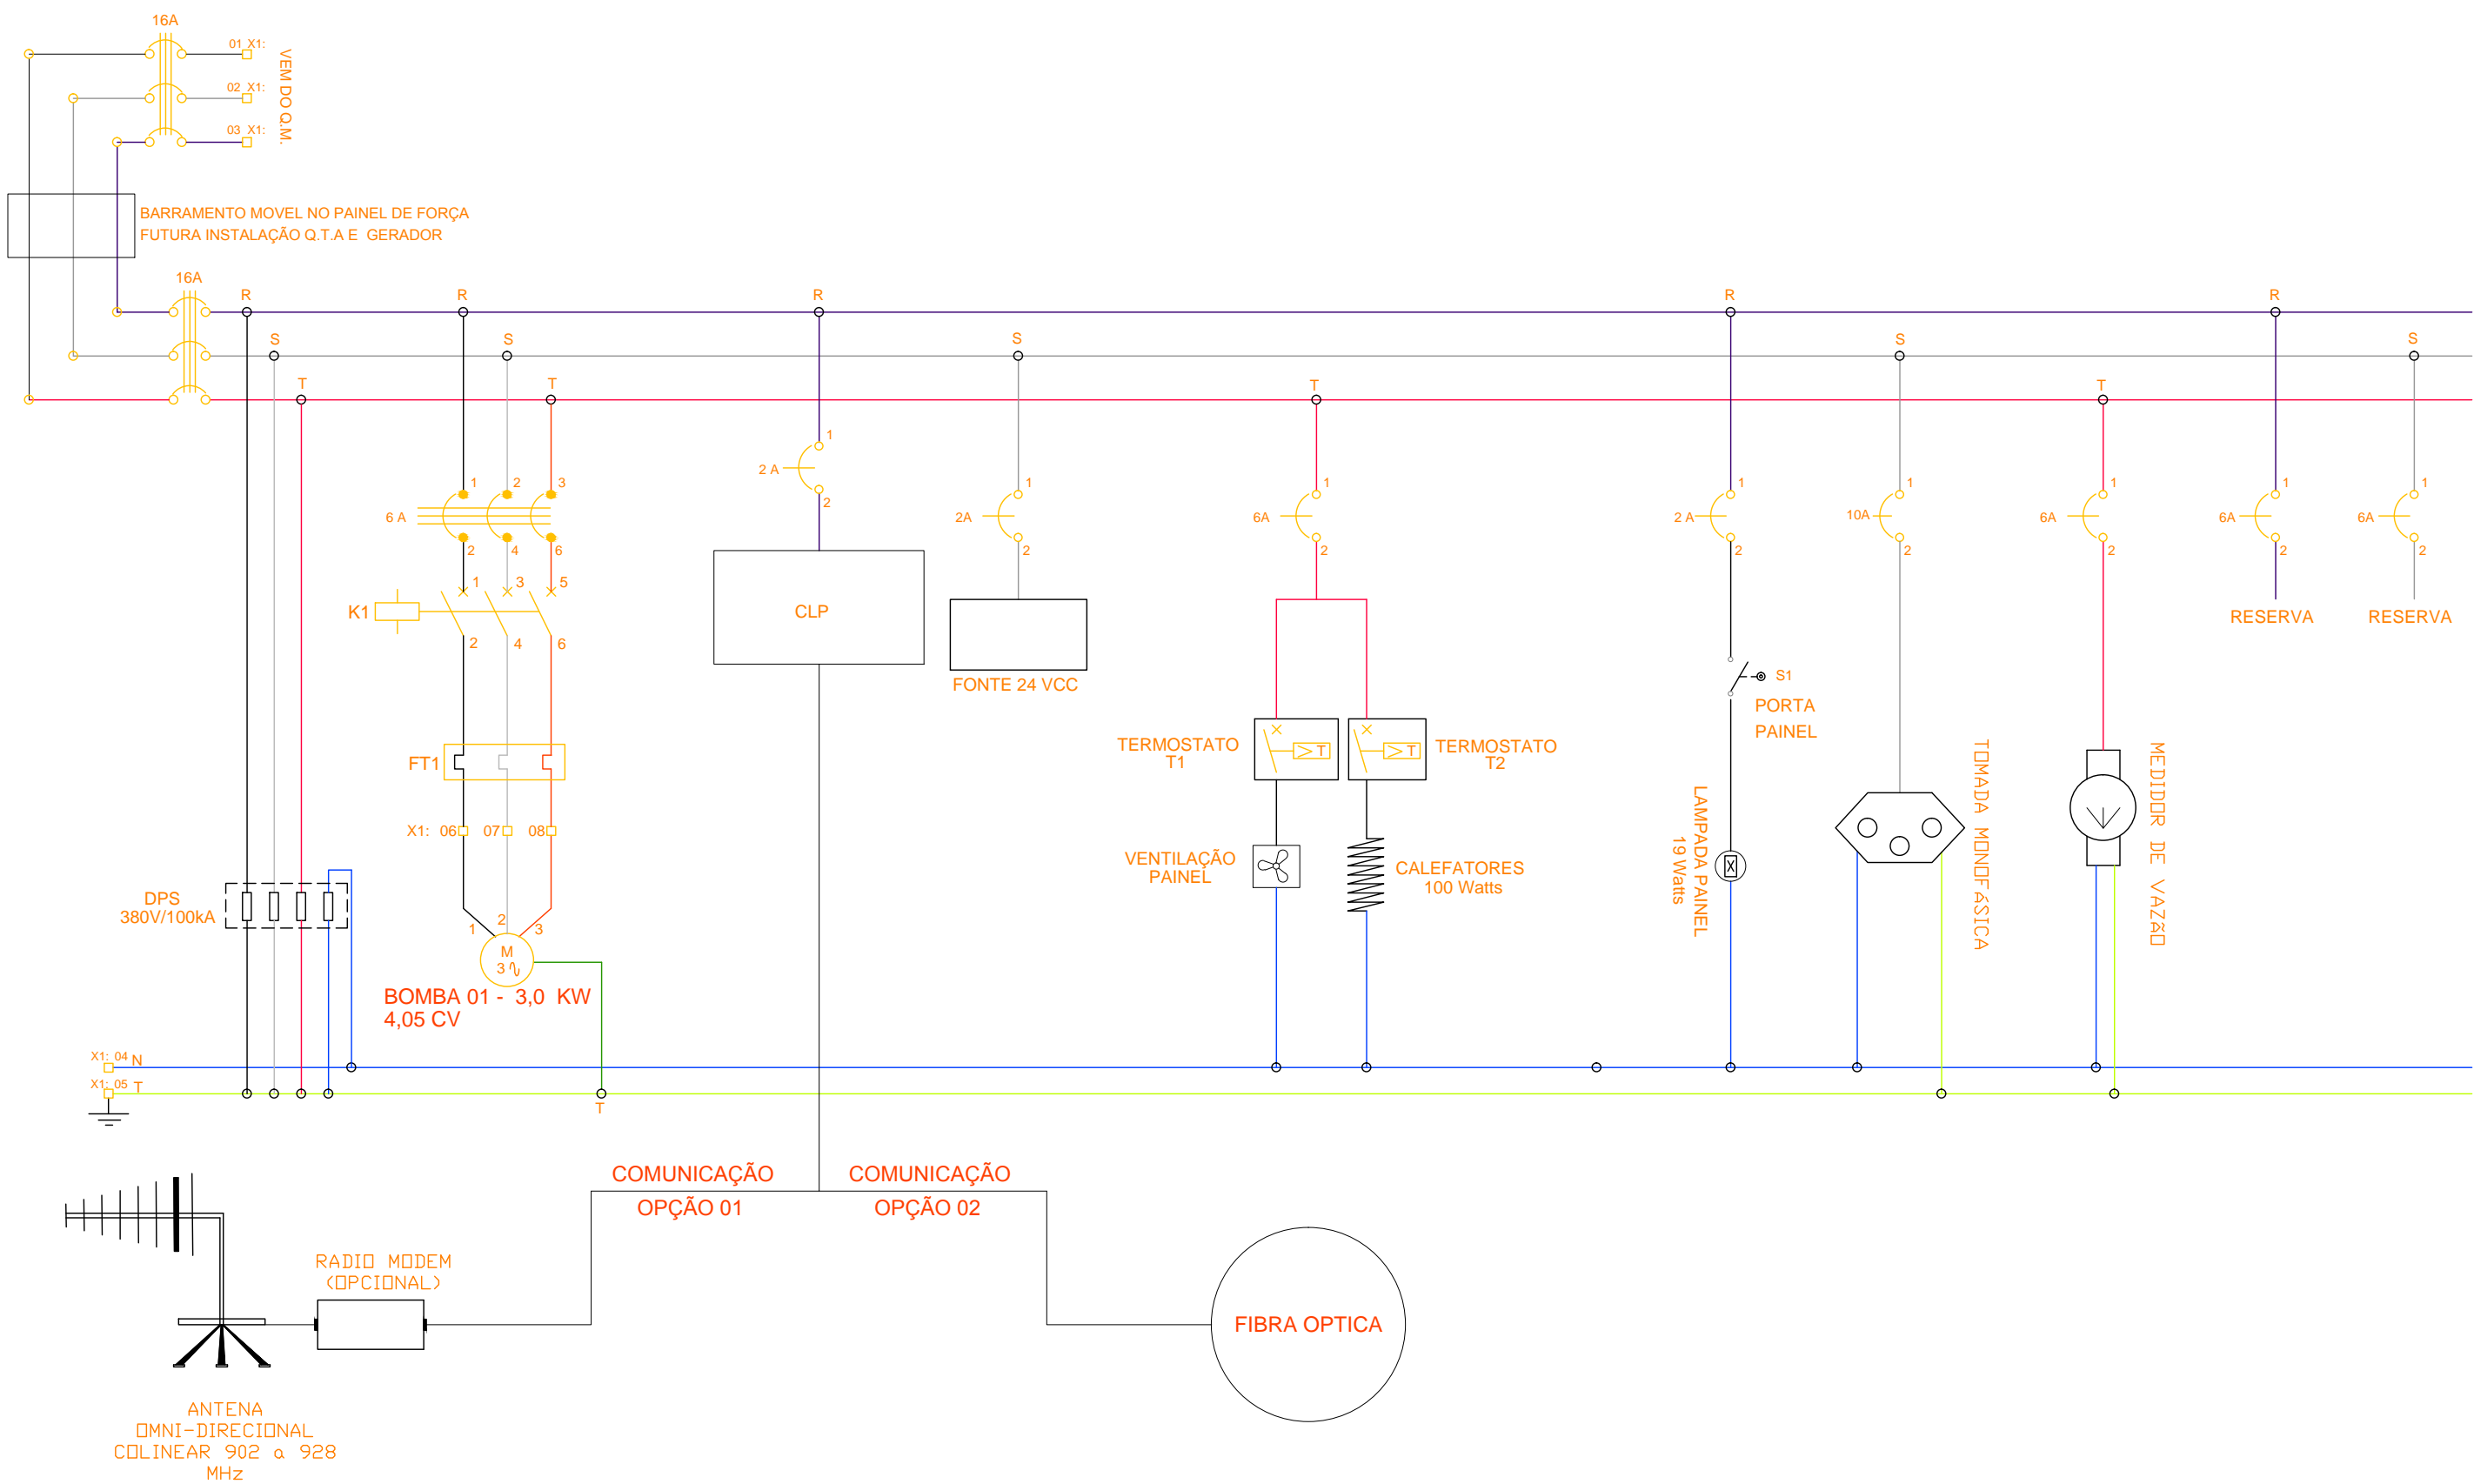 16A
01 X1:
02 X1:
03 X1:
VEM DO Q.M.
BARRAMENTO MOVEL NO PAINEL DE FORÇA
FUTURA INSTALAÇÃO Q.T.A E GERADOR
16A
R
R
R
R
R
S
S
S
S
S
T
T
T
T
1
2 A
2
1
2
3
6 A
2
4
6
1
2A
2
1
6A
2
1
2 A
2
1
10A
2
1
6A
2
1
6A
2
1
6A
2
K1
1
3
5
2
4
6
CLP
FONTE 24 VCC
RESERVA
RESERVA
S1
PORTA
PAINEL
FT1
TERMOSTATO
T1
T
T
TERMOSTATO
T2
X1: 06
07
08
VENTILAÇÃO
PAINEL
CALEFATORES
100 Watts
LAMPADA PAINEL
19 Watts
X
TOMADA MONOFÁSICA
MEDIDOR DE VAZÃO
DPS
380V/100kA
1
2
3
M
3
BOMBA 01 - 3,0 KW
4,05 CV
X1: 04 N
X1: 05 T
T
COMUNICAÇÃO
OPÇÃO 01
COMUNICAÇÃO
OPÇÃO 02
RADIO MODEM
(OPCIONAL)
FIBRA OPTICA
ANTENA
OMNI-DIRECIONAL
COLINEAR 902 a 928
MHz